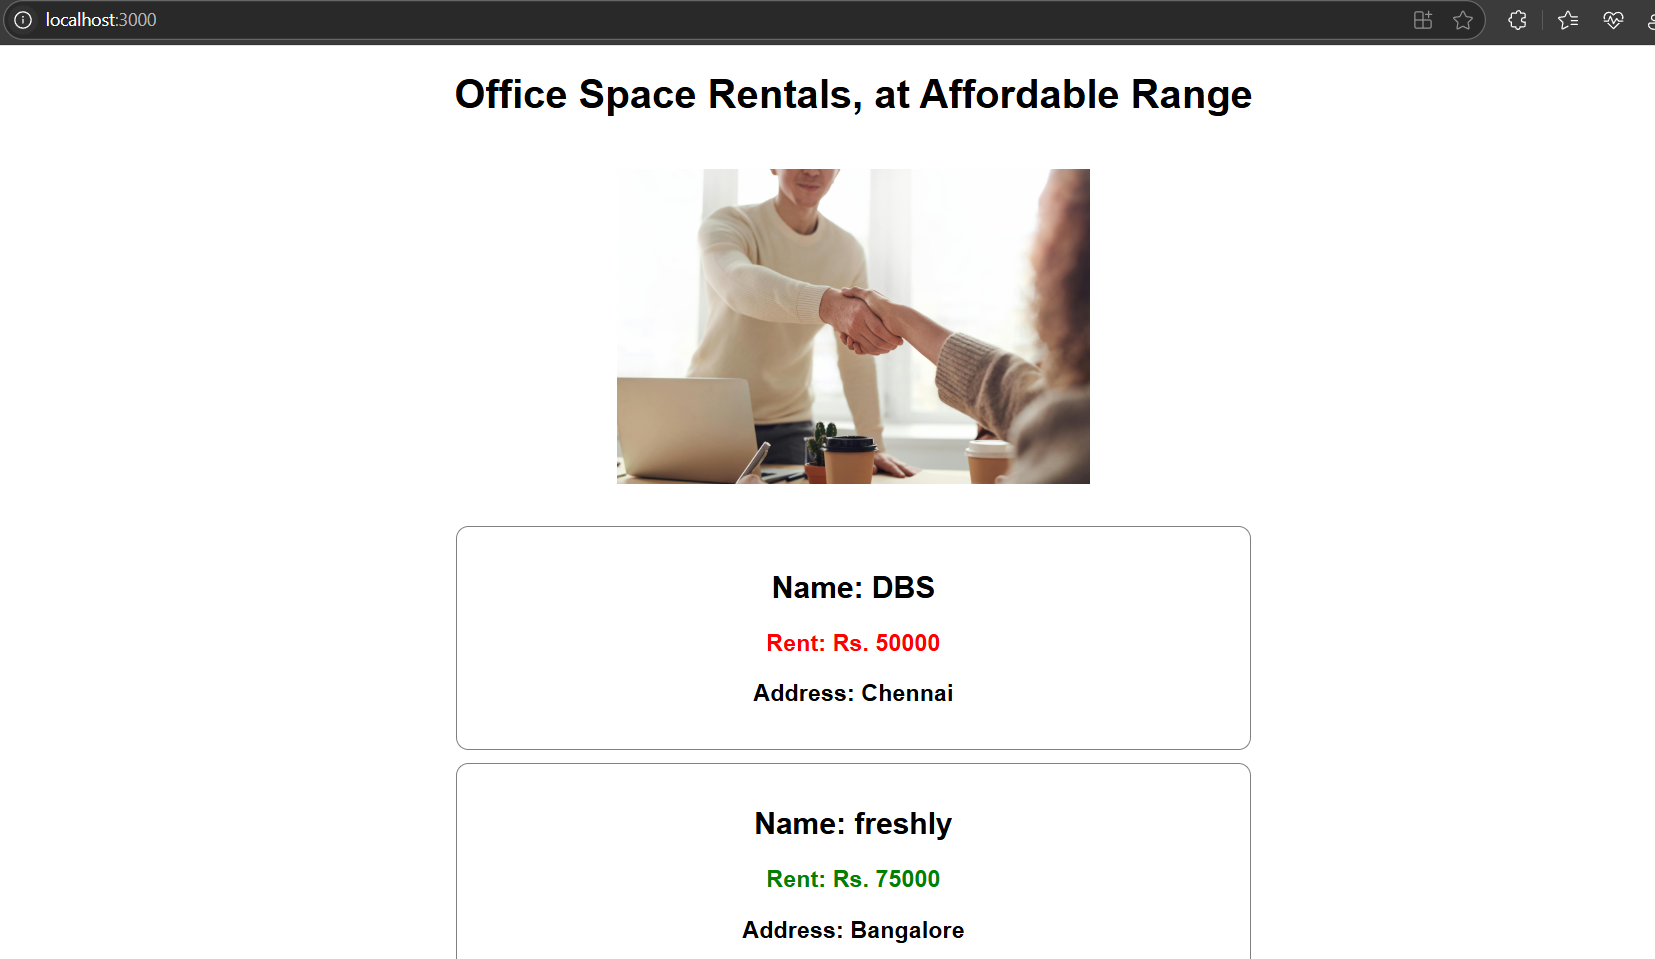 localhost:3000
Office Space Rentals, at Affordable Range
Name: DBS
Rent: Rs. 50000
Address: Chennai
Name: freshly
Rent: Rs. 75000
Address: Bangalore